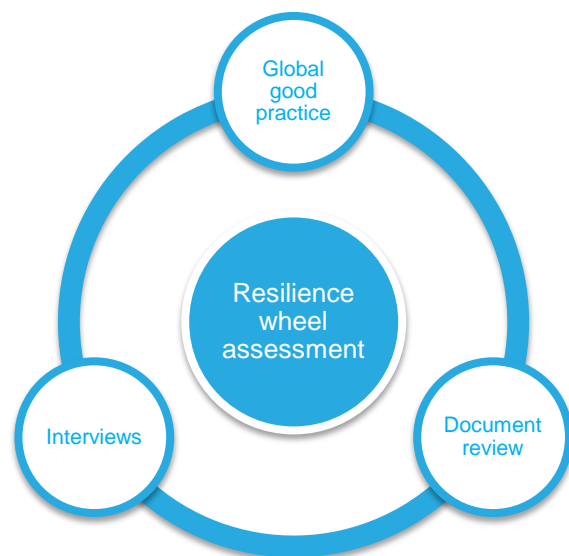 Global
good
practice
Resilience
wheel
assessment
Interviews
Document
review